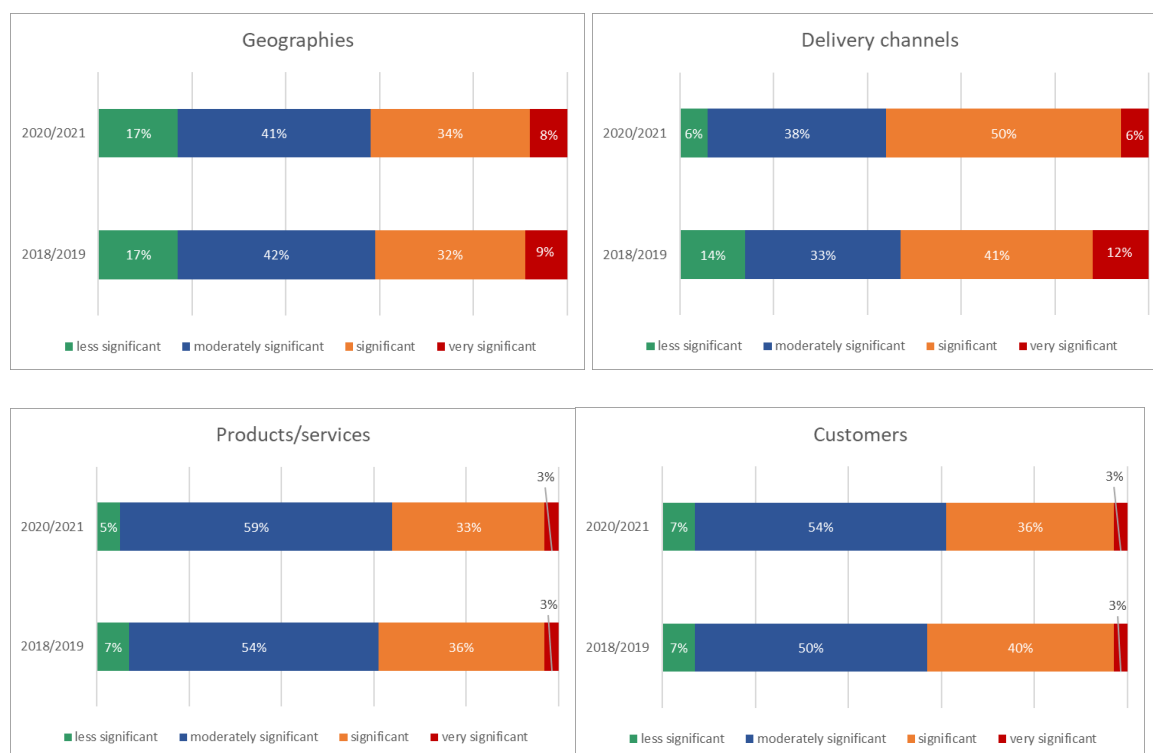 Geographies
2020/2021
17%
41%
34%
8%
2018/2019
17%
42%
32%
9%
less significant
moderately significant
significant
very significant
Delivery channels
2020/2021
6%
38%
50%
6%
2018/2019
14%
33%
41%
12%
less significant
moderately significant
significant
very significant
Products/services
3%
2020/2021
5%
59%
33%
3%
2018/2019
7%
54%
36%
less significant
moderately significant
significant
very significant
Customers
3%
2020/2021
7%
54%
36%
3%
2018/2019
7%
50%
40%
less significant
moderately significant
significant
very significant